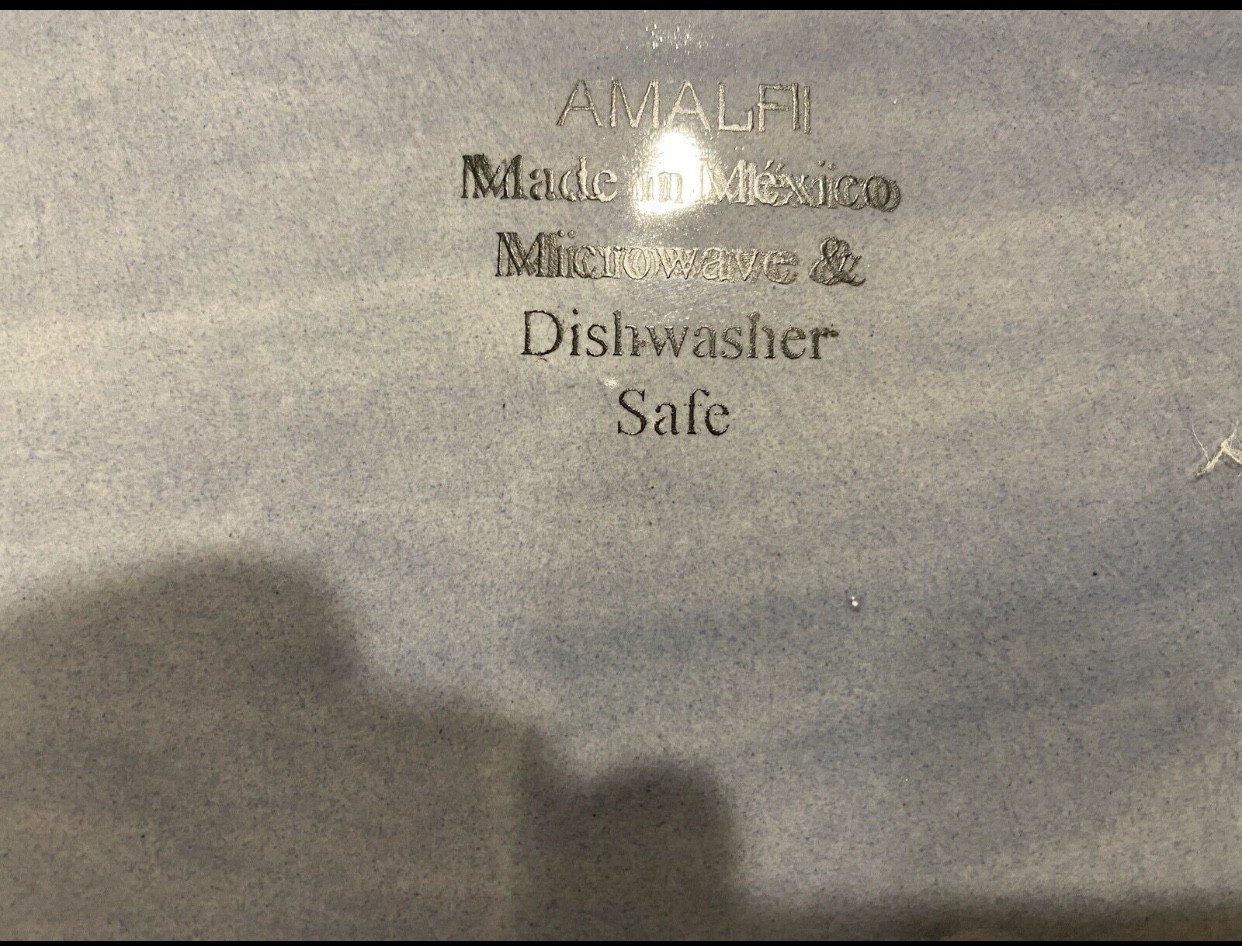 AMALFI
Made in México
Microwave &
Dishwasher
Safe